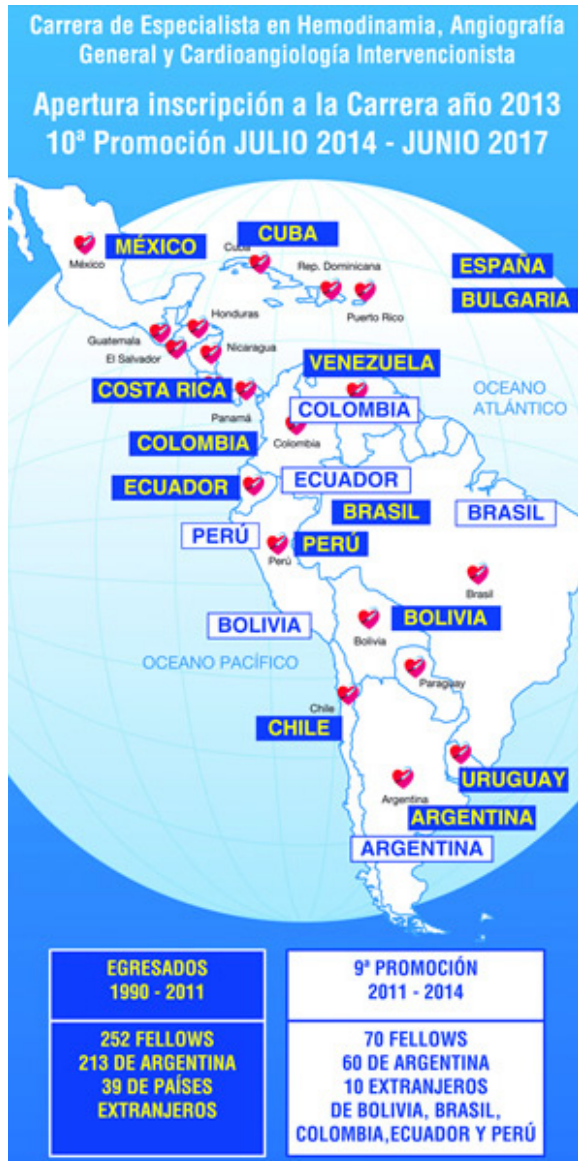 Carrera de Especialista en Hemodinamia, Angiografía
General y Cardioangiología Intervencionista
Apertura inscripción a la Carrera año 2013
10ª Promoción JULIO 2014 - JUNIO 2017
MÉXICO
México
CUBA
Cuba
Rep. Dominicana
ESPAÑA
BULGARIA
Puerto Rico
Honduras
Guatemala
El Salvador
Nicaragua
VENEZUELA
COSTA RICA
OCEANO
ATLÁNTICO
COLOMBIA
Panamá
COLOMBIA
Colombia
ECUADOR
ECUADOR
BRASIL
BRASIL
PERÚ
PERÚ
Perú
Brasil
BOLIVIA
BOLIVIA
Bolivia
OCEANO PACÍFICO
Paraguay
Chile
CHILE
URUGUAY
Argentina
ARGENTINA
ARGENTINA
EGRESADOS
1990 - 2011
252 FELLOWS
213 DE ARGENTINA
39 DE PAÍSES
EXTRANJEROS
9ª PROMOCIÓN
2011 - 2014
70 FELLOWS
60 DE ARGENTINA
10 EXTRANJEROS
DE BOLIVIA, BRASIL,
COLOMBIA,ECUADOR Y PERÚ